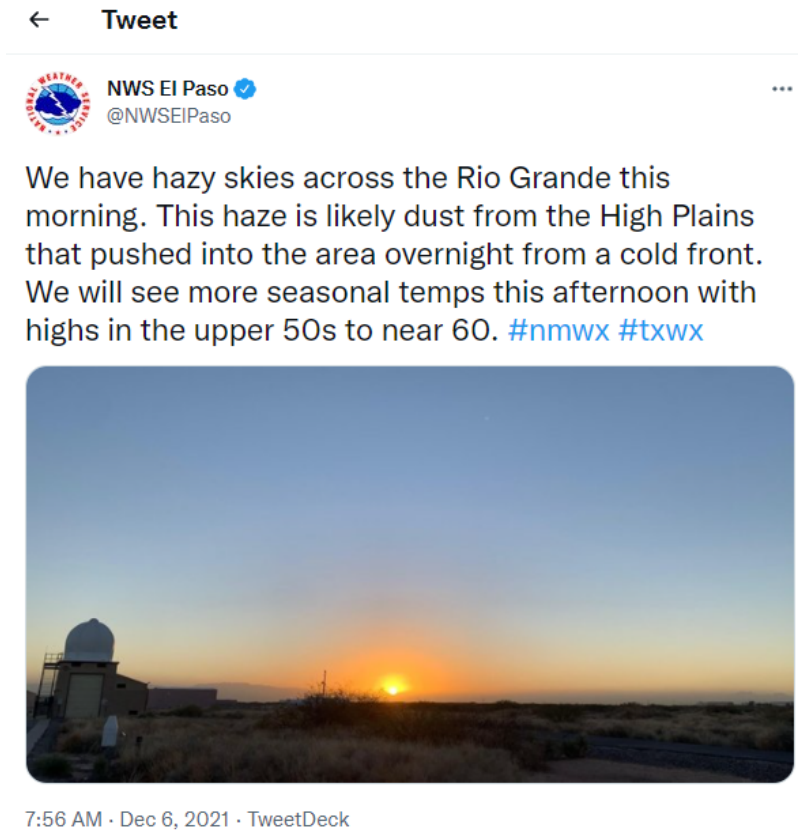 Tweet
NWS El Paso
@NWSElPaso
We have hazy skies across the Rio Grande this
morning. This haze is likely dust from the High Plains
that pushed into the area overnight from a cold front.
We will see more seasonal temps this afternoon with
highs in the upper 50s to near 60. #nmwx #txwx
7:56 AM · Dec 6, 2021 · TweetDeck
NATIONAL WEATHER SERVICE